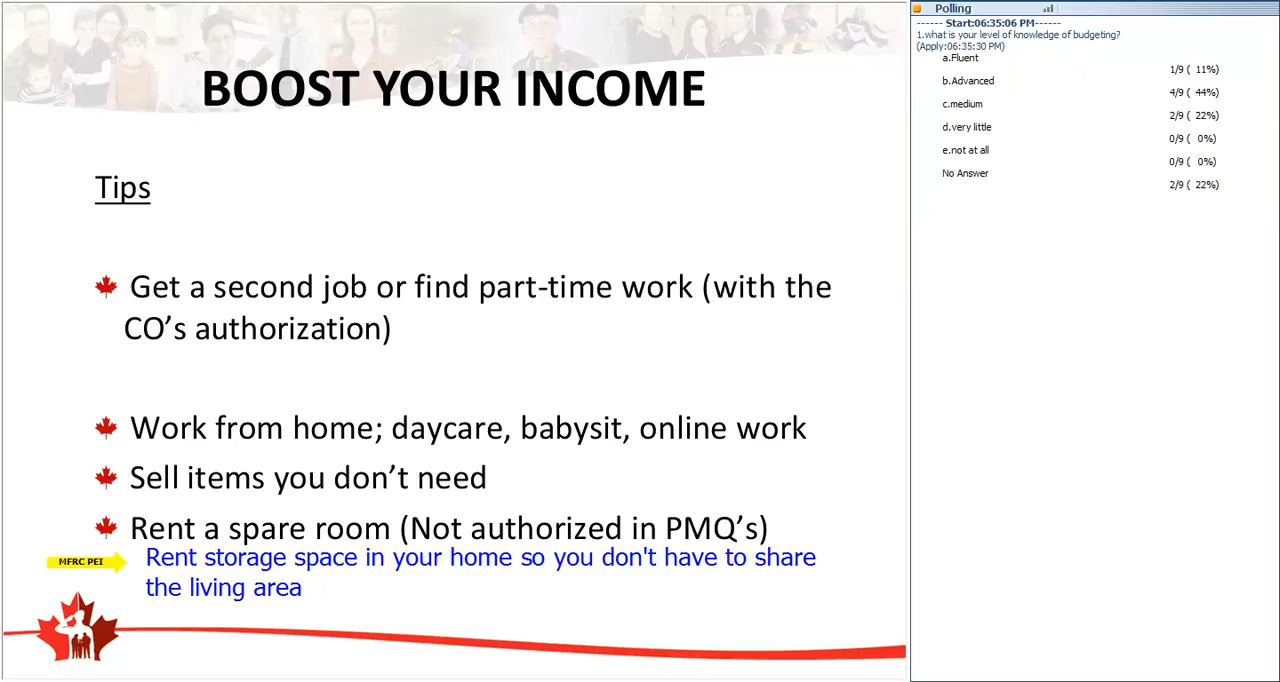 BOOST YOUR INCOME
Tips
Get a second job or find part-time work (with the
CO’s authorization)
Work from home; daycare, babysit, online work
Sell items you don’t need
Rent a spare room (Not authorized in PMQ’s)
MFRC PEI
Rent storage space in your home so you don't have to share
the living area
Polling
------ Start:06:35:06 PM------
1.what is your level of knowledge of budgeting?
(Apply:06:35:30 PM)
a.Fluent
1/9 ( 11%)
b.Advanced
4/9 ( 44%)
c.medium
2/9 ( 22%)
d.very little
0/9 ( 0%)
e.not at all
0/9 ( 0%)
No Answer
2/9 ( 22%)